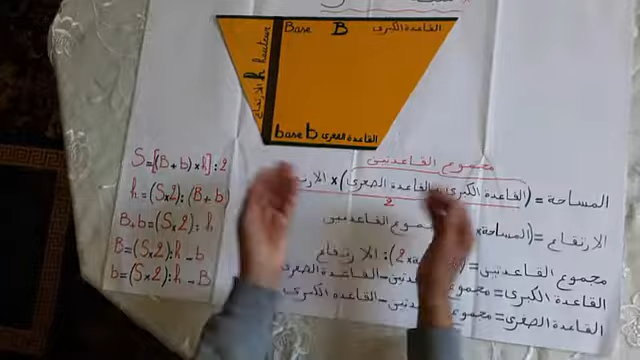 Base B القاعدة الكبرى
hauteur h الارتفاع
base b القاعدة الصغرى
S=[(B+b)×h]:2
h=(S×2):(B+b)
B+b=(S×2):h
B=(S×2):h-b
b=(S×2):h-B
مجموع القاعدتين
المساحة=(القاعدة الكبرى القاعدة الصغرى)×
2
الارتفاع=(المساحة× القاعدتين
مجموع القاعدتين= 2):الارتفاع
القاعدة الكبرى=مجموع القاعدتين-القاعدة الصغرى
القاعدة الصغرى=مجموع القاعدتين-القاعدة الكبرى